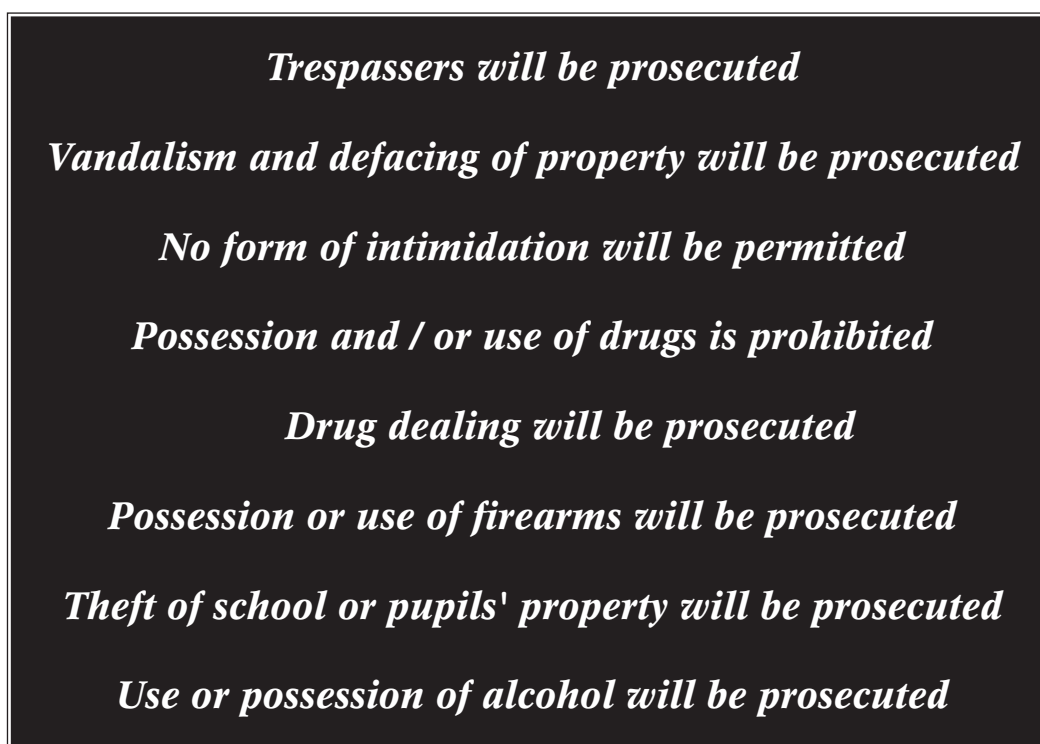 Trespassers will be prosecuted
Vandalism and defacing of property will be prosecuted
No form of intimidation will be permitted
Possession and / or use of drugs is prohibited
Drug dealing will be prosecuted
Possession or use of firearms will be prosecuted
Theft of school or pupils' property will be prosecuted
Use or possession of alcohol will be prosecuted